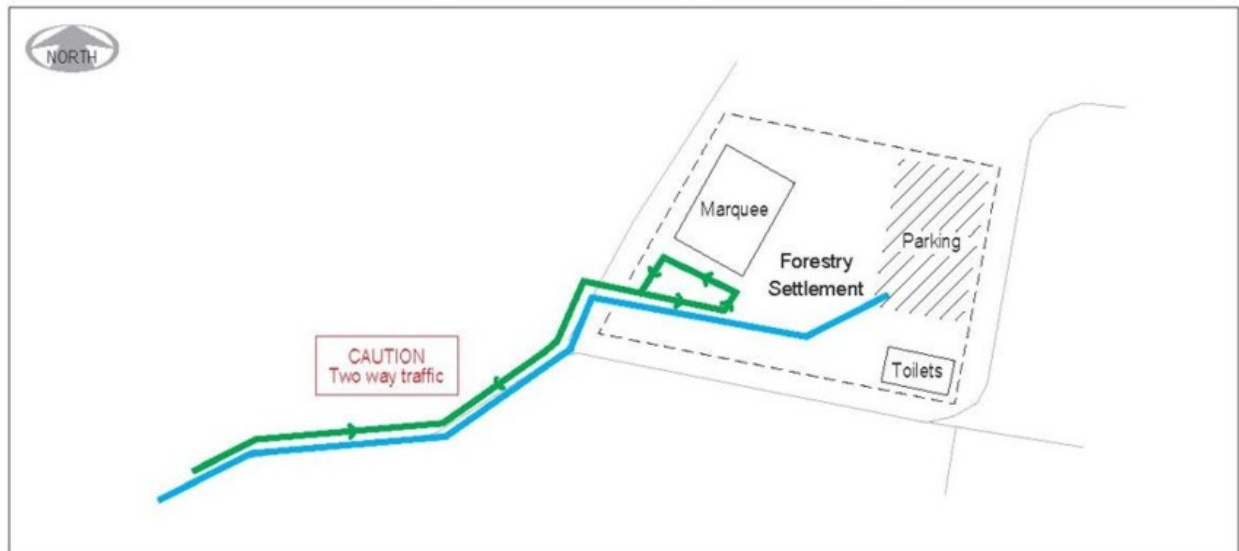 NORTH
Marquee
Parking
Forestry
Settlement
CAUTION
Two way traffic
Toilets